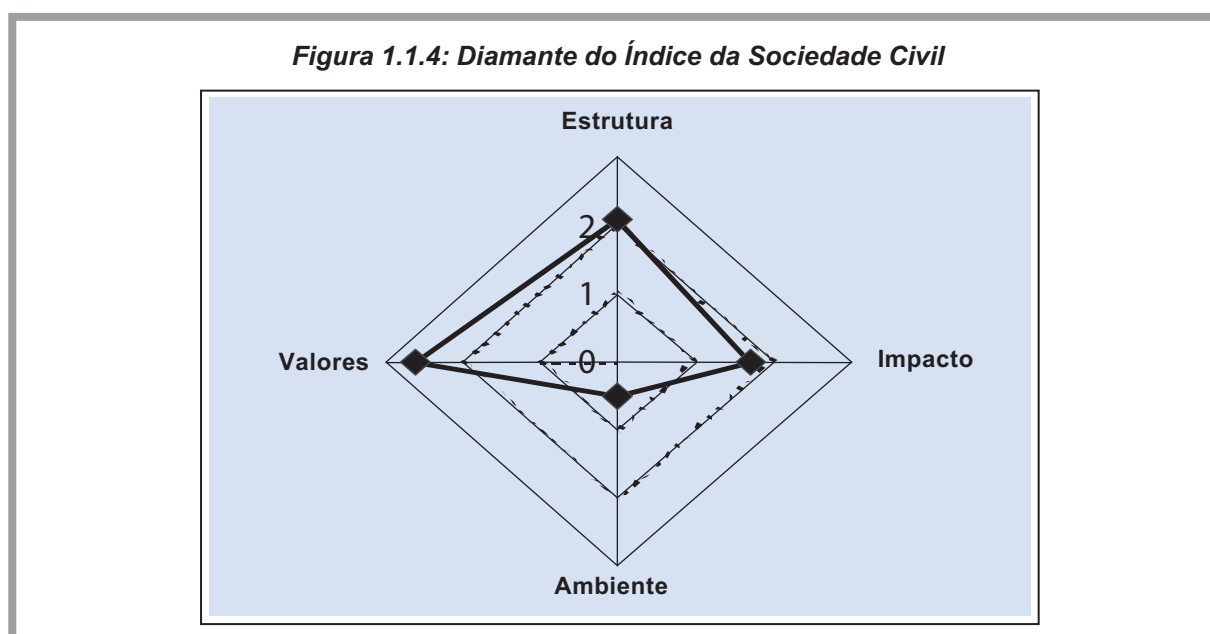 Figura 1.1.4: Diamante do Índice da Sociedade Civil
Estrutura
2
1
Valores
0
Impacto
Ambiente